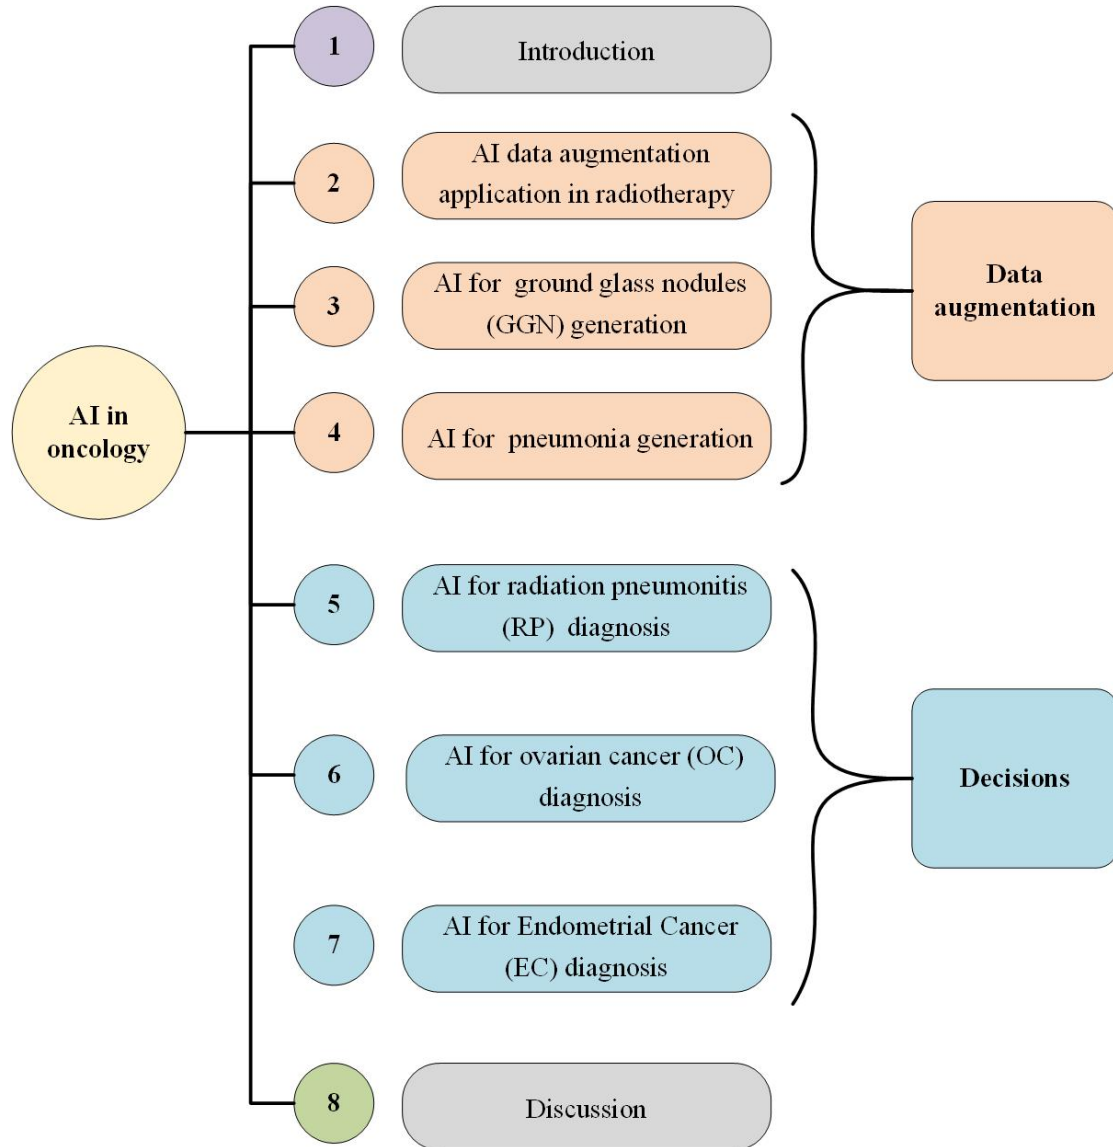 1
Introduction
2
AI data augmentation
application in radiotherapy
3
AI for ground glass nodules
(GGN) generation
Data
augmentation
AI in
oncology
4
AI for pneumonia generation
5
AI for radiation pneumonitis
(RP) diagnosis
6
AI for ovarian cancer (OC)
diagnosis
Decisions
7
AI for Endometrial Cancer
(EC) diagnosis
8
Discussion